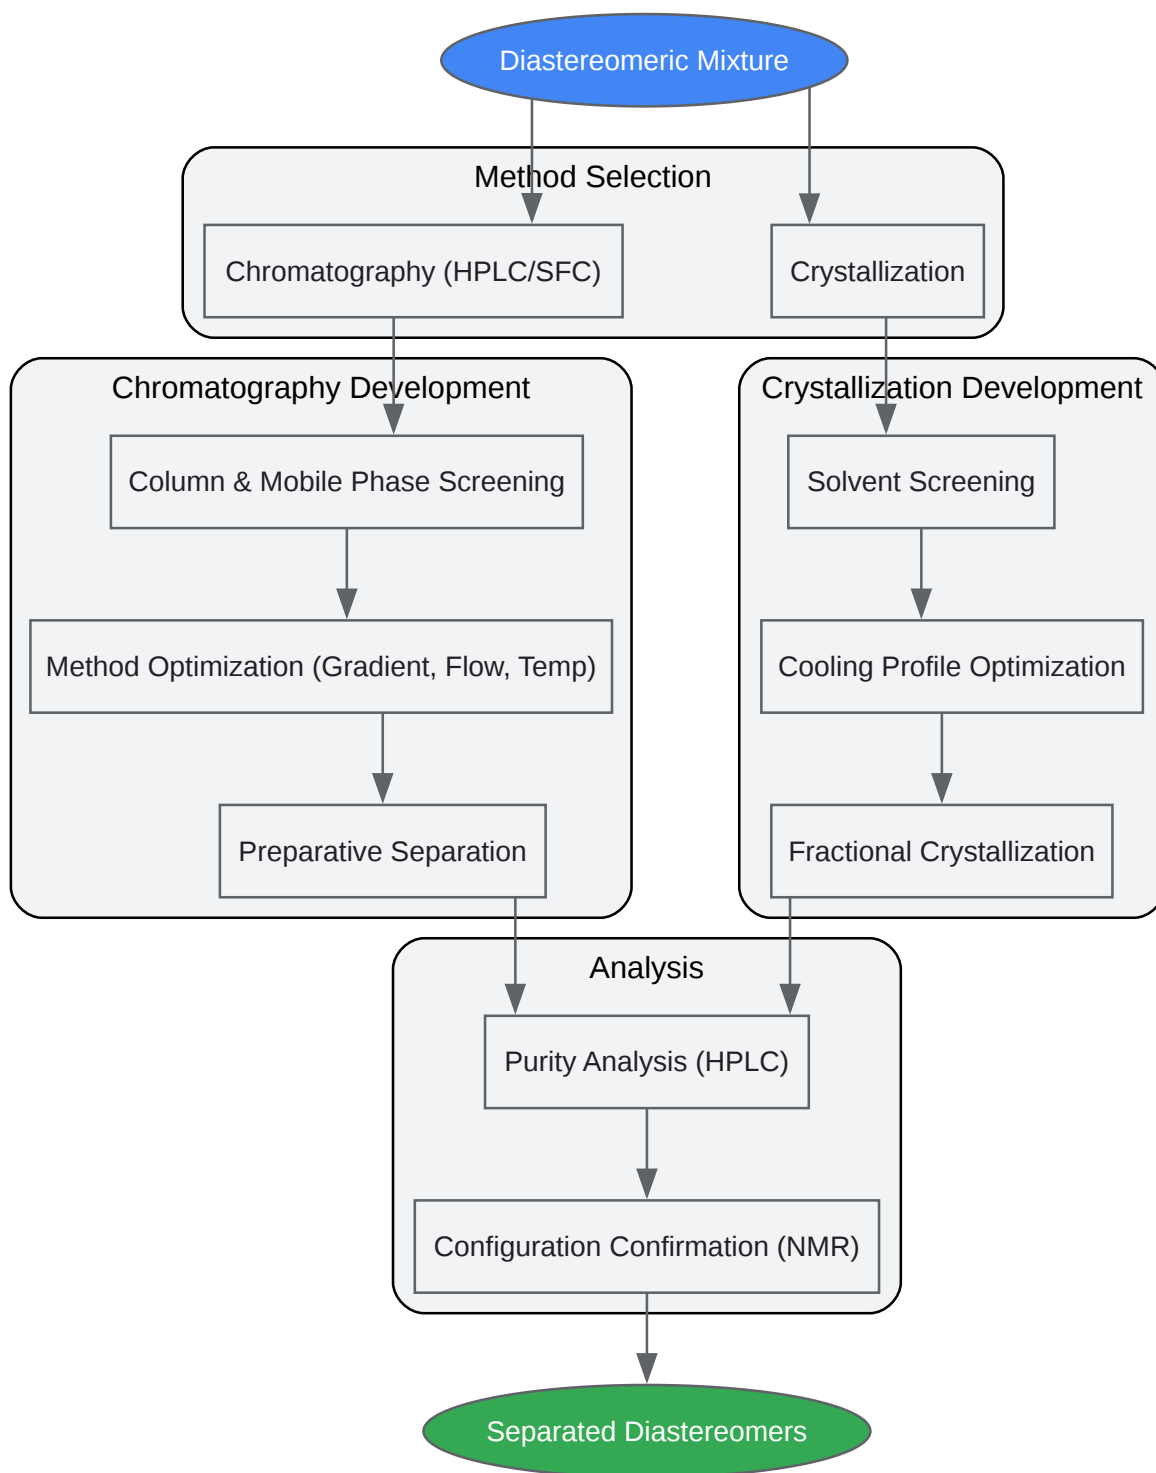 Diastereomeric Mixture
Method Selection
Chromatography (HPLC/SFC)
Crystallization
Chromatography Development
Crystallization Development
Column & Mobile Phase Screening
Solvent Screening
Method Optimization (Gradient, Flow, Temp)
Cooling Profile Optimization
Preparative Separation
Fractional Crystallization
Analysis
Purity Analysis (HPLC)
Configuration Confirmation (NMR)
Separated Diastereomers